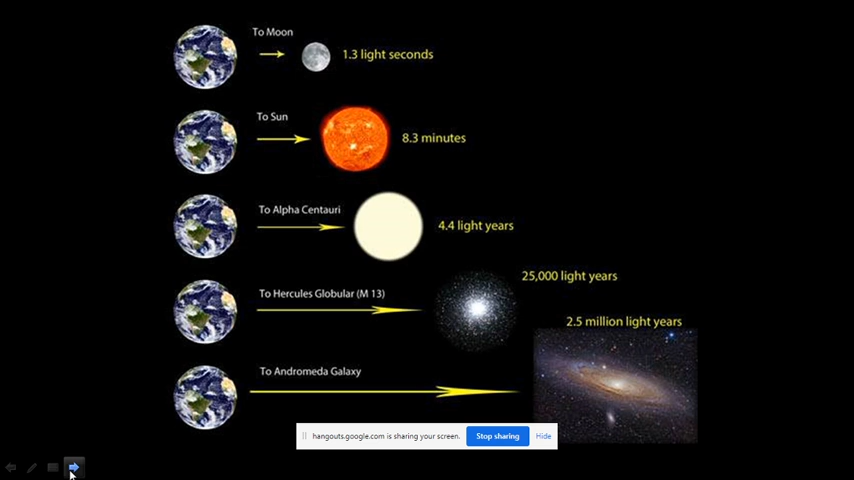 To Moon
1.3 light seconds
To Sun
8.3 minutes
To Alpha Centauri
4.4 light years
To Hercules Globular (M 13)
25,000 light years
2.5 million light years
To Andromeda Galaxy
hangouts.google.com is sharing your screen. Stop sharing Hide